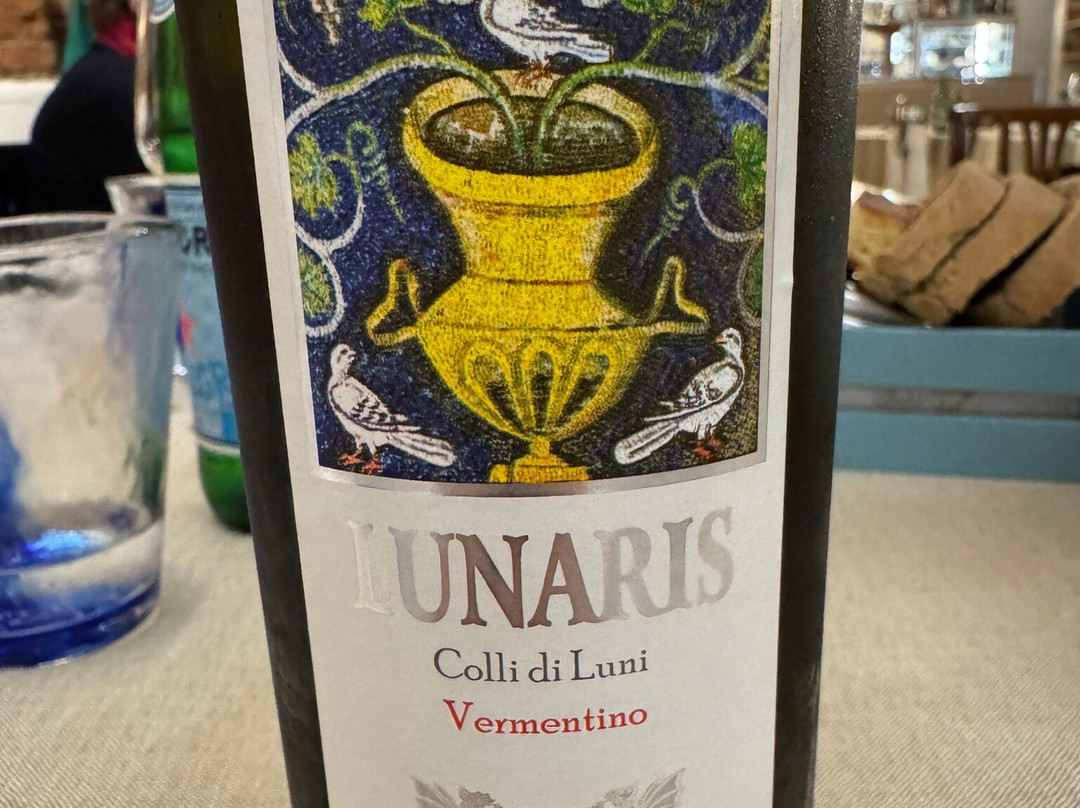 LUNARIS
Colli di Luni
Vermentino